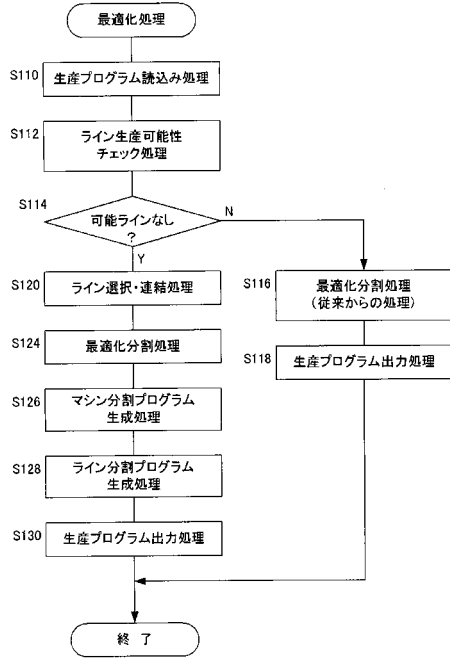 最適化処理
S110
生産プログラム読込み処理
S112
ライン生産可能性
チェック処理
S114
可能ラインなし
?
N
Y
S120
ライン選択・連結処理
S116
最適化分割処理
(従来からの処理)
S124
最適化分割処理
S118
生産プログラム出力処理
S126
マシン分割プログラム
生成処理
S128
ライン分割プログラム
生成処理
S130
生産プログラム出力処理
終 了